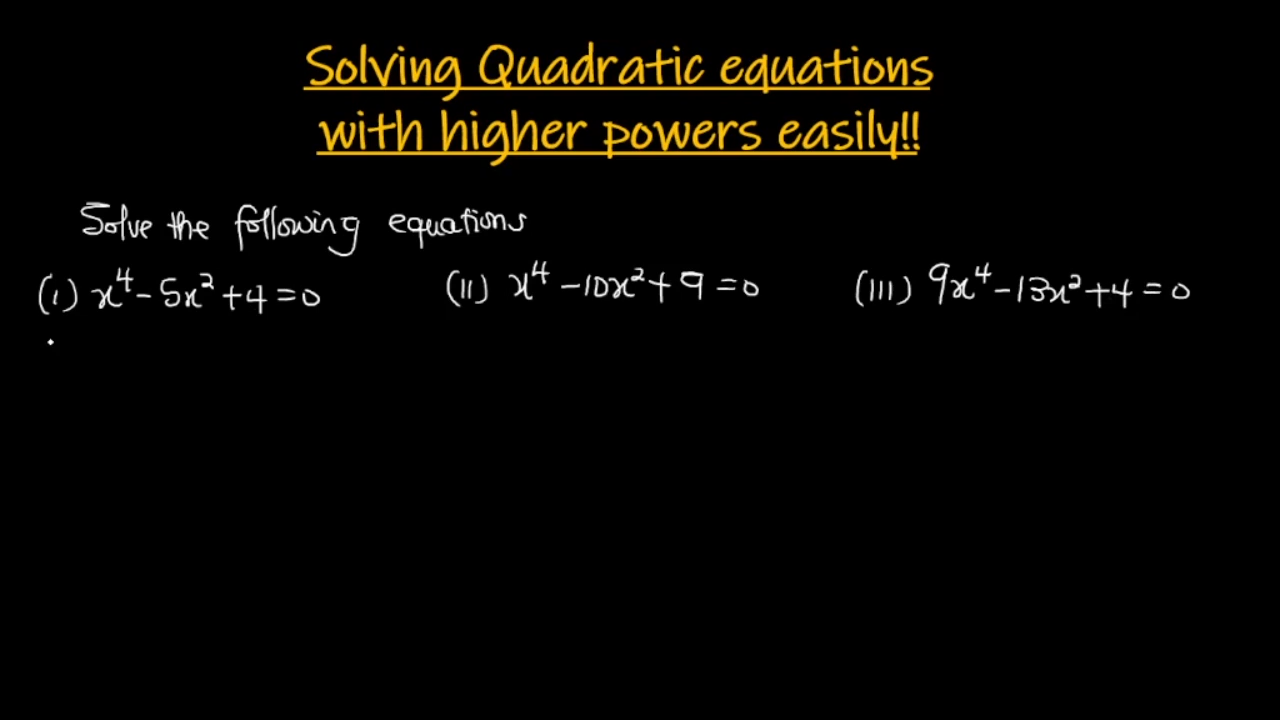 Solving Quadratic equations
with higher powers easily!!
Solve the following equations
(i) x⁴ - 5x² + 4 = 0 (ii) x⁴ - 10x² + 9 = 0 (iii) 9x⁴ - 13x² + 4 = 0